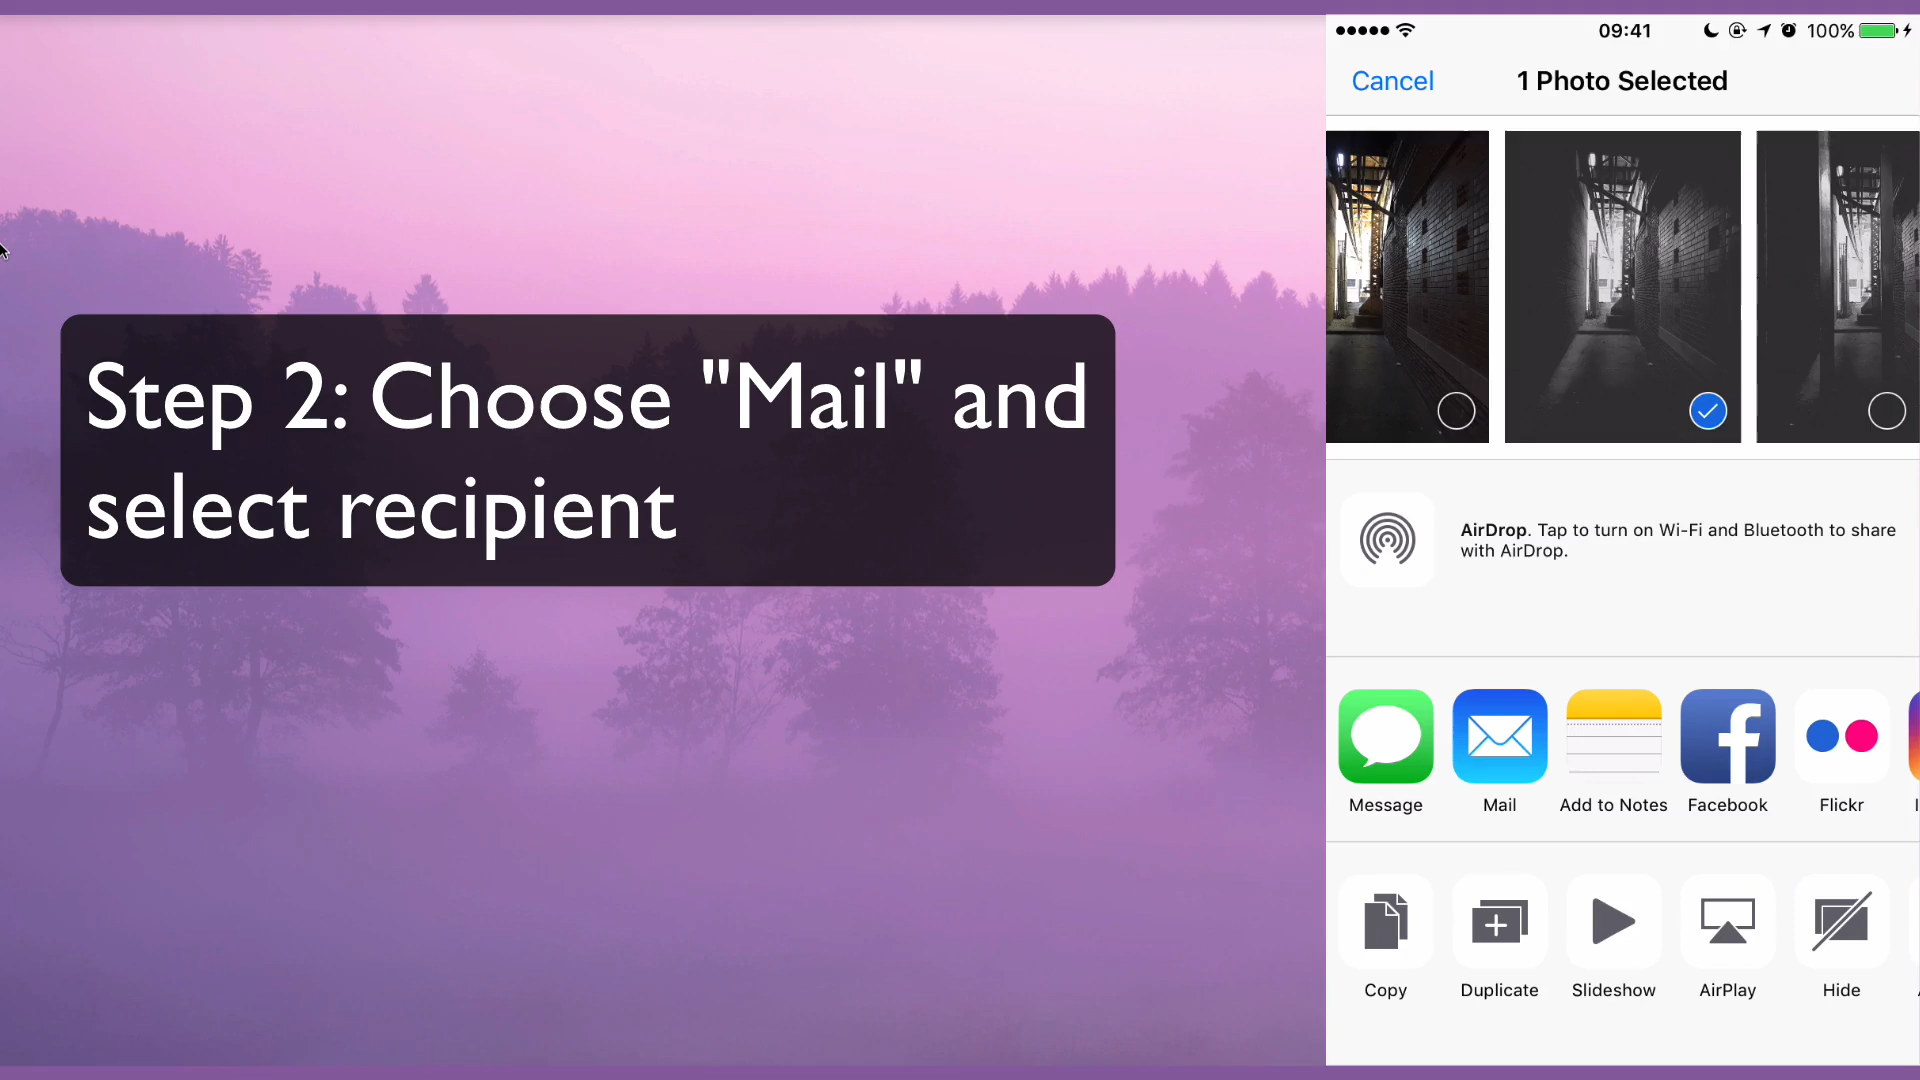 09:41
100%
Cancel
1 Photo Selected
Step 2: Choose "Mail" and
select recipient
AirDrop. Tap to turn on Wi-Fi and Bluetooth to share
with AirDrop.
Message
Mail
Add to Notes
Facebook
Flickr
Copy
Duplicate
Slideshow
AirPlay
Hide